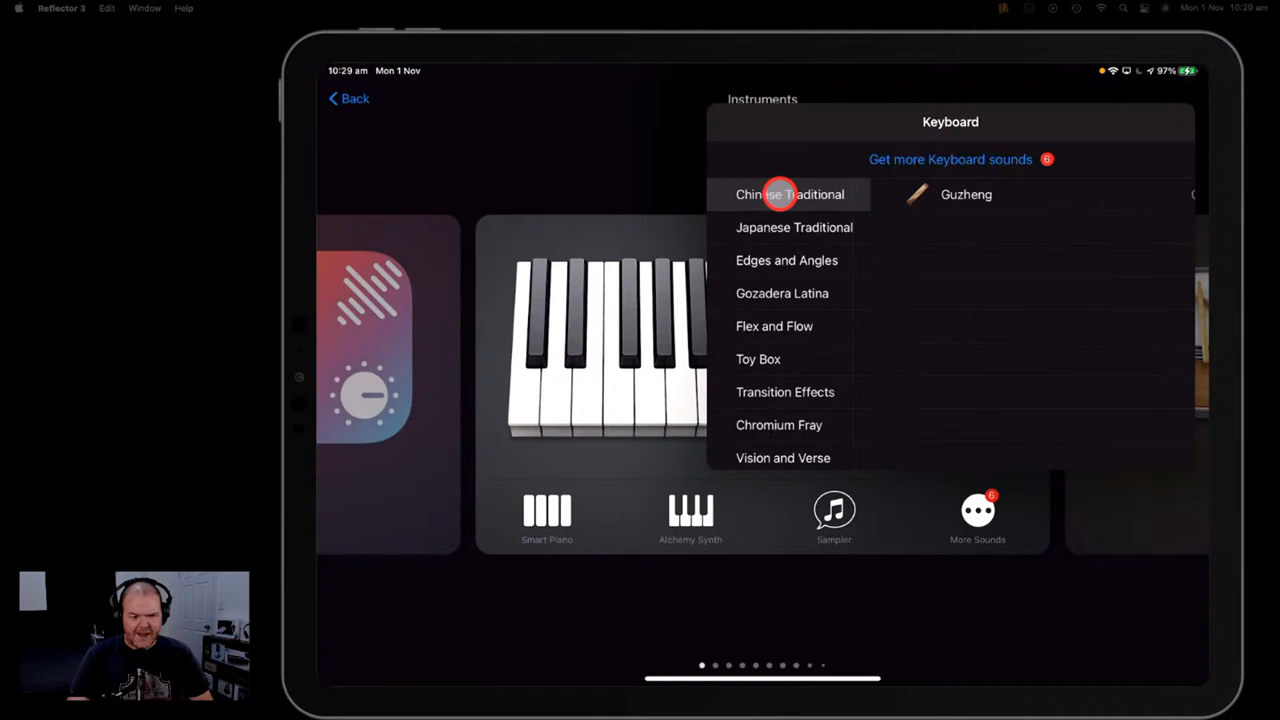 Reflector 3 Edit Window Help
Mon 1 Nov 10:29 am
10:29 am Mon 1 Nov
97%
Back
Instruments
Keyboard
Get more Keyboard sounds 6
Chinese Traditional
Guzheng
Japanese Traditional
Edges and Angles
Gozadera Latina
Flex and Flow
Toy Box
Transition Effects
Chromium Fray
Vision and Verse
6
Smart Piano
Alchemy Synth
Sampler
More Sounds